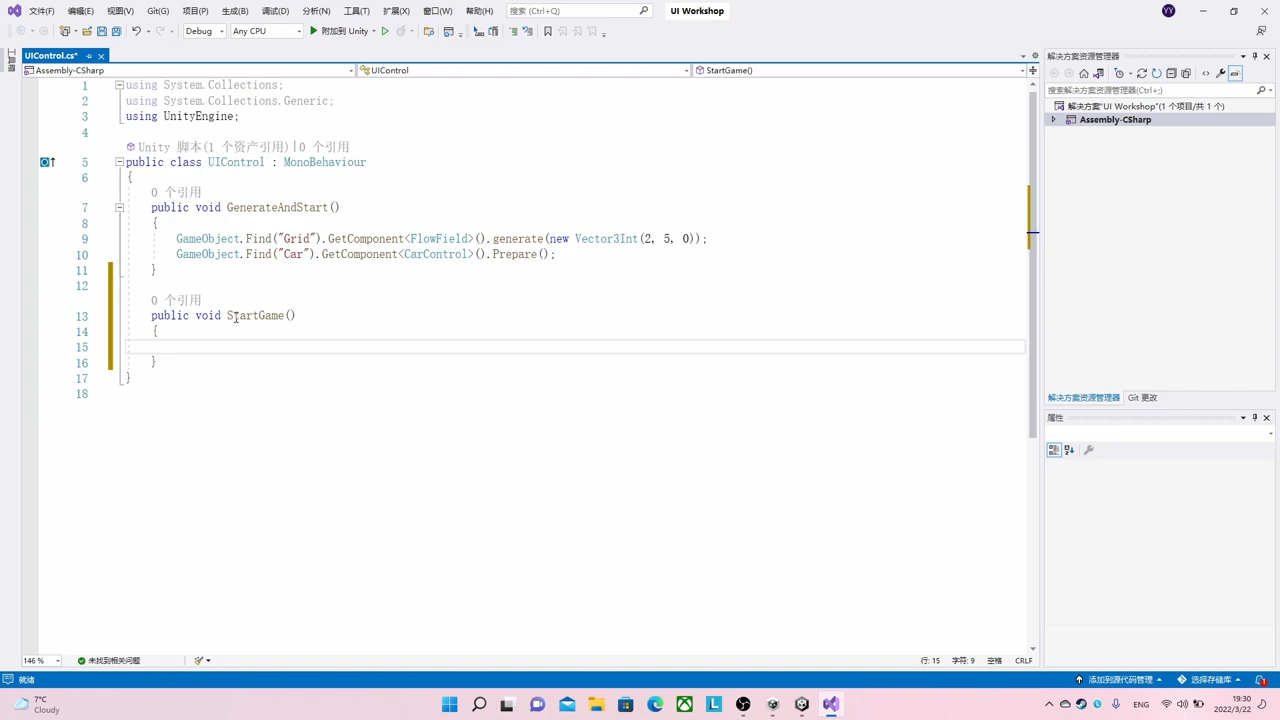 文件(F) 编辑(E) 视图(V) Git(G) 项目(P) 生成(B) 调试(D) 分析(N) 工具(T) 扩展(X) 窗口(W) 帮助(H) 搜索 (Ctrl+Q) UI Workshop YY
Debug Any CPU 附加到 Unity
UIControl.cs*
解决方案资源管理器
Assembly-CSharp UIControl StartGame()
搜索解决方案资源管理器(Ctrl+;)
解决方案"UI Workshop"(1 个项目/共 1 个)
Assembly-CSharp
1 using System.Collections;
2 using System.Collections.Generic;
3 using UnityEngine;
4
Unity 脚本(1 个资产引用)|0 个引用
5 public class UIControl : MonoBehaviour
6 {
0 个引用
7 public void GenerateAndStart()
8 {
9 GameObject.Find("Grid").GetComponent<FlowField>().generate(new Vector3Int(2, 5, 0));
10 GameObject.Find("Car").GetComponent<CarControl>().Prepare();
11 }
12
0 个引用
13 public void StartGame()
14 {
15
16 }
17 }
18
解决方案资源管理器 Git 更改
属性
146 % 未找到相关问题 行: 15 字符: 9 空格 CRLF
就绪 添加到源代码管理 选择存储库
7°C
Cloudy
ENG
19:30
2022/3/22